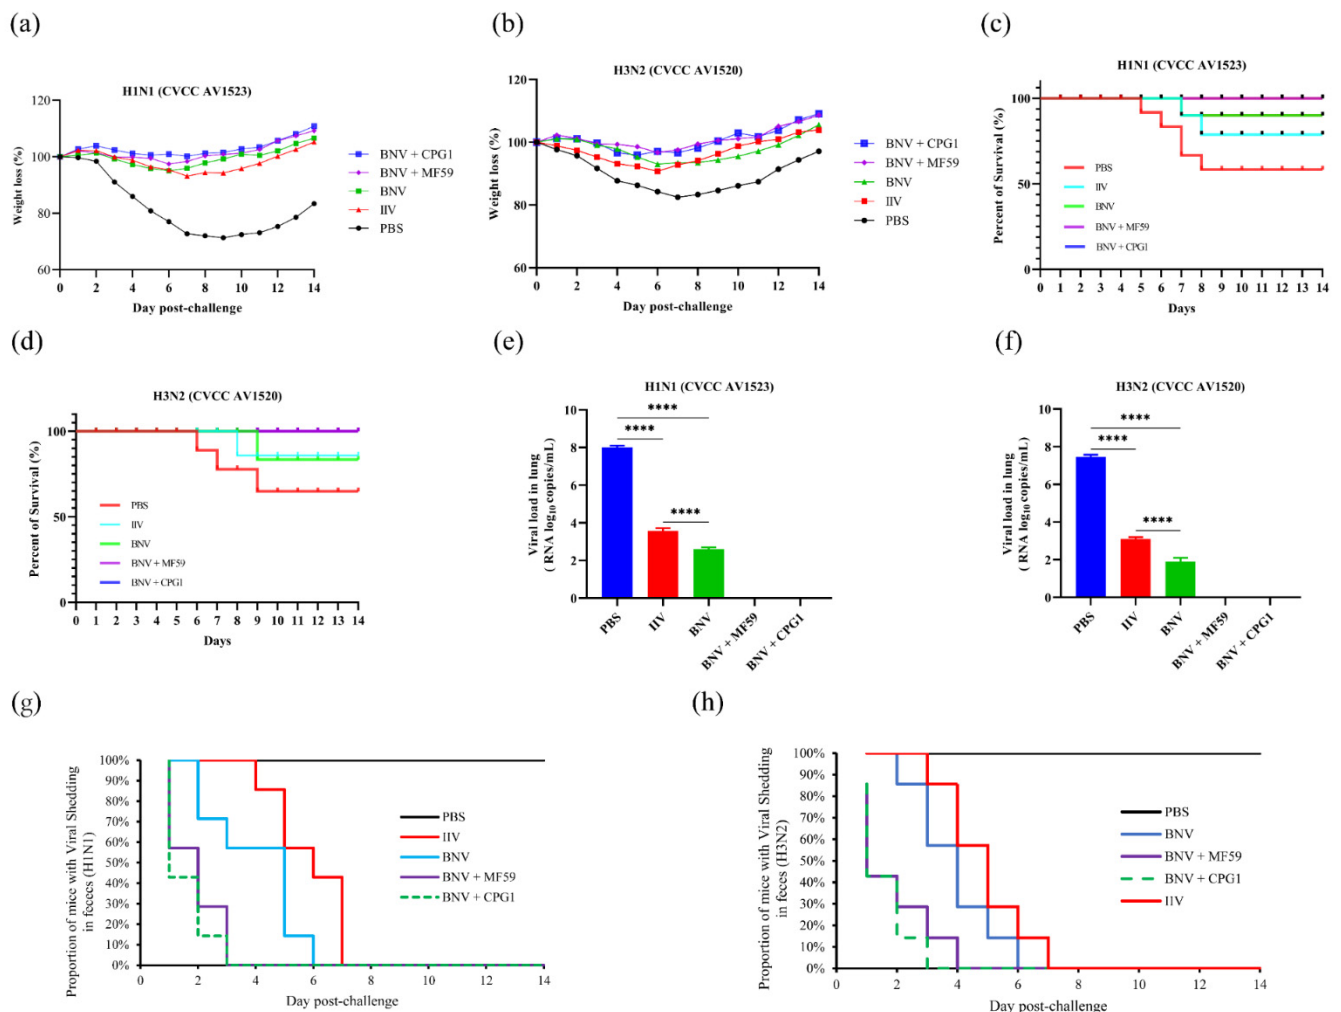 (a)
H1N1 (CVCC AV1523)
Weight loss (%)
120
100
80
60
0 2 4 6 8 10 12 14
Day post-challenge
BNV + CPG1
BNV + MF59
BNV
IIV
PBS
(b)
H3N2 (CVCC AV1520)
Weight loss (%)
120
100
80
60
0 2 4 6 8 10 12 14
Day post-challenge
BNV + CPG1
BNV + MF59
BNV
IIV
PBS
(c)
H1N1 (CVCC AV1523)
Percent of Survival (%)
100
50
0
0 1 2 3 4 5 6 7 8 9 10 11 12 13 14
Days
PBS
IIV
BNV
BNV + MF59
BNV + CPG1
(d)
H3N2 (CVCC AV1520)
Percent of Survival (%)
100
50
0
0 1 2 3 4 5 6 7 8 9 10 11 12 13 14
Days
PBS
IIV
BNV
BNV + MF59
BNV + CPG1
(e)
H1N1 (CVCC AV1523)
Viral load in lung
( RNA log10 copies/mL)
10
8
6
4
2
0
****
****
****
PBS
IIV
BNV
BNV + MF59
BNV + CPG1
(f)
H3N2 (CVCC AV1520)
Viral load in lung
( RNA log10 copies/mL)
10
8
6
4
2
0
****
****
****
PBS
IIV
BNV
BNV + MF59
BNV + CPG1
(g)
Proportion of mice with Viral Shedding
in feces (H1N1)
100%
90%
80%
70%
60%
50%
40%
30%
20%
10%
0%
0 2 4 6 8 10 12 14
Day post-challenge
PBS
IIV
BNV
BNV + MF59
BNV + CPG1
(h)
Proportion of mice with Viral Shedding
in feces (H3N2)
100%
90%
80%
70%
60%
50%
40%
30%
20%
10%
0%
0 2 4 6 8 10 12 14
Day post-challenge
PBS
BNV
BNV + MF59
BNV + CPG1
IIV